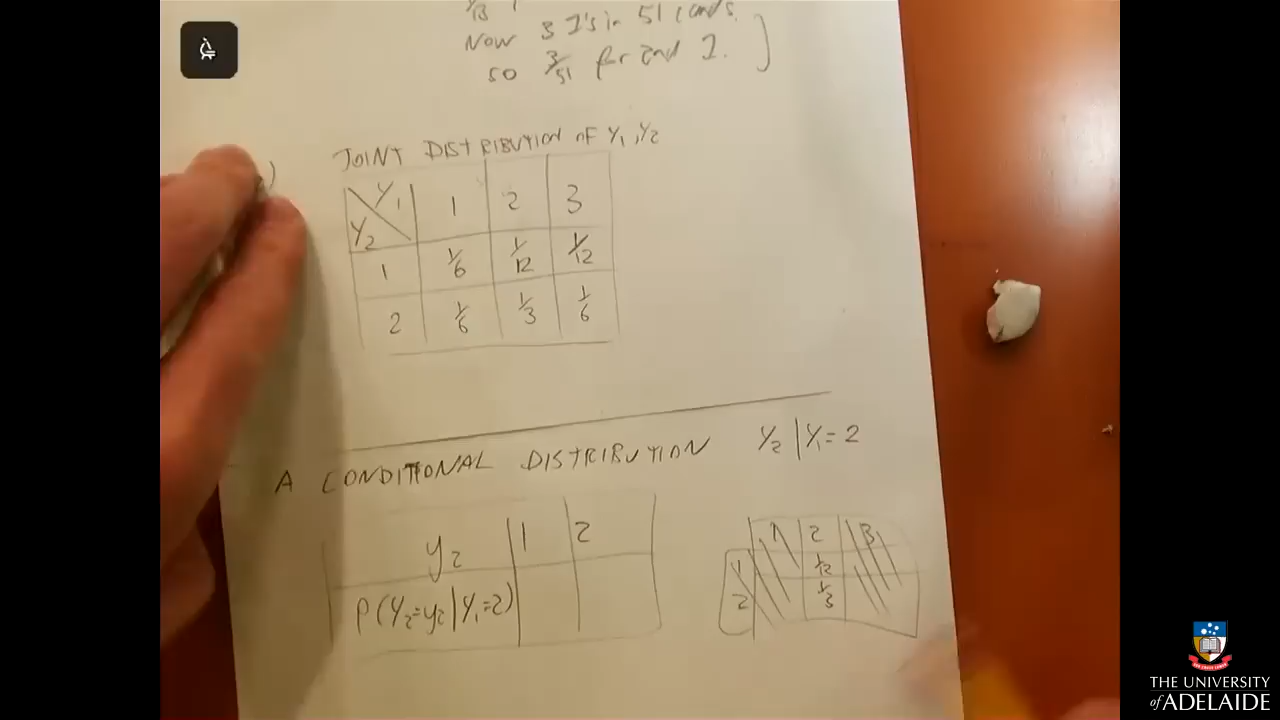 1/13
NOW 3 I's in 51 cards.
so 3/51 for 2nd I. ]
)
JOINT DISTRIBUTION OF Y1, Y2
Y1 1 2 3
Y2
1 1/6 1/12 1/12
2 1/6 1/3 1/6
A CONDITIONAL DISTRIBUTION Y2 | Y1 = 2
y2 1 2
P(Y2=y2|Y1=2)
1 2 3
1 1/12
2 1/3
THE UNIVERSITY
of ADELAIDE